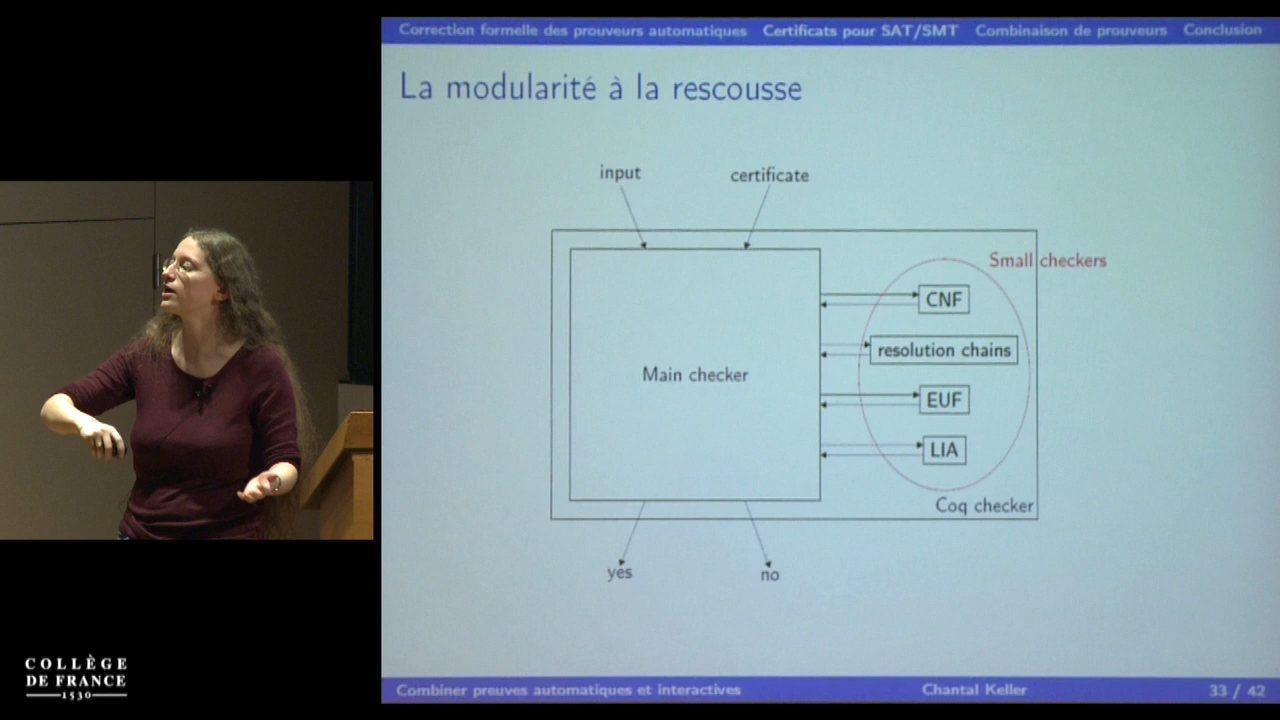 Correction formelle des prouveurs automatiques Certificats pour SAT/SMT Combinaison de prouveurs Conclusion
La modularité à la rescousse
input certificate
Small checkers
CNF
resolution chains
Main checker
EUF
LIA
Coq checker
yes no
COLLÈGE
DE FRANCE
1530
Combiner preuves automatiques et interactives Chantal Keller 33 / 42